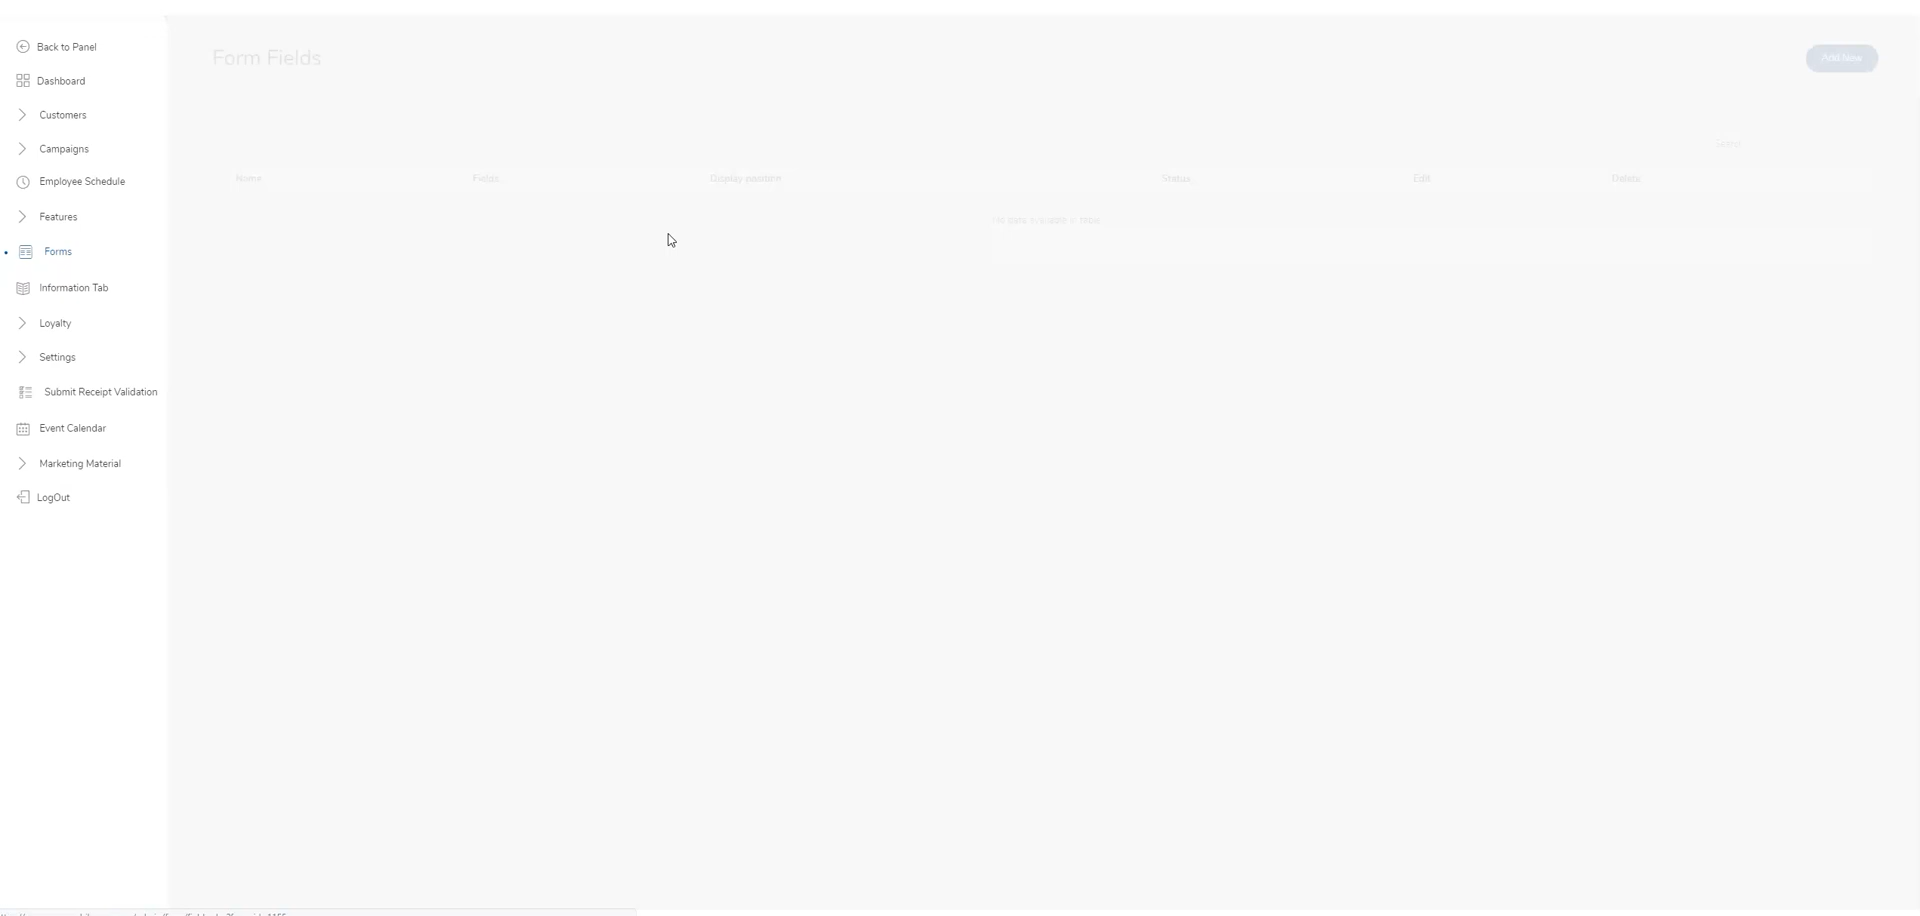 Back to Panel
Dashboard
Customers
Campaigns
Employee Schedule
Features
Forms
Information Tab
Loyalty
Settings
Submit Receipt Validation
Event Calendar
Marketing Material
LogOut
Form Fields
Add New
Name Fields Display position Status Edit Delete